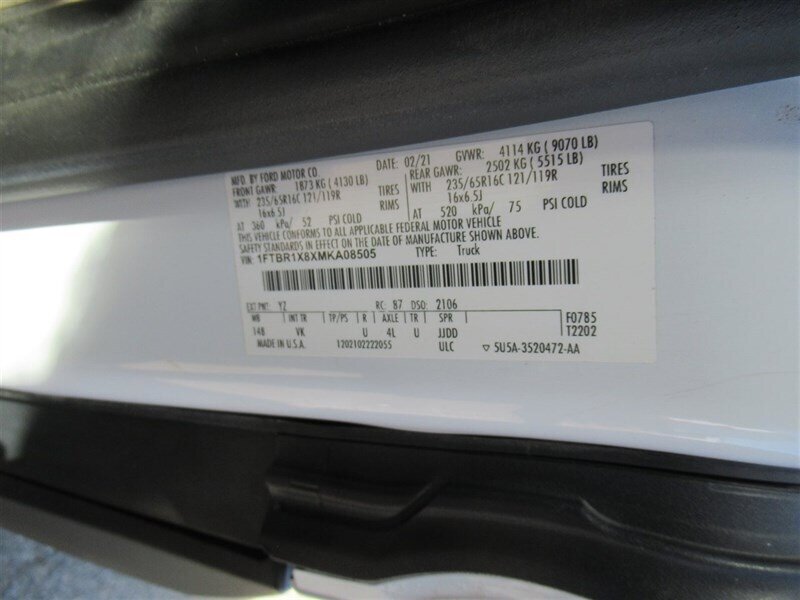 MFD. BY FORD MOTOR CO. DATE: 02/21 GVWR: 4114 KG ( 9070 LB)
FRONT GAWR: 1873 KG ( 4130 LB) REAR GAWR: 2502 KG ( 5515 LB)
WITH 235/65R16C 121/119R TIRES WITH 235/65R16C 121/119R TIRES
16x6.5J RIMS 16x6.5J RIMS
AT 360 kPa/ 52 PSI COLD AT 520 kPa/ 75 PSI COLD
THIS VEHICLE CONFORMS TO ALL APPLICABLE FEDERAL MOTOR VEHICLE
SAFETY STANDARDS IN EFFECT ON THE DATE OF MANUFACTURE SHOWN ABOVE.
VIN: 1FTBR1X8XMKA08505 TYPE: Truck
EXT PNT: YZ RC: 87 DSO: 2106
WB INT TR TP/PS R AXLE TR SPR F0785
148 VK U 4L U JJDD T2202
MADE IN U.S.A. 1202102222055 ULC ▽ 5U5A-3520472-AA